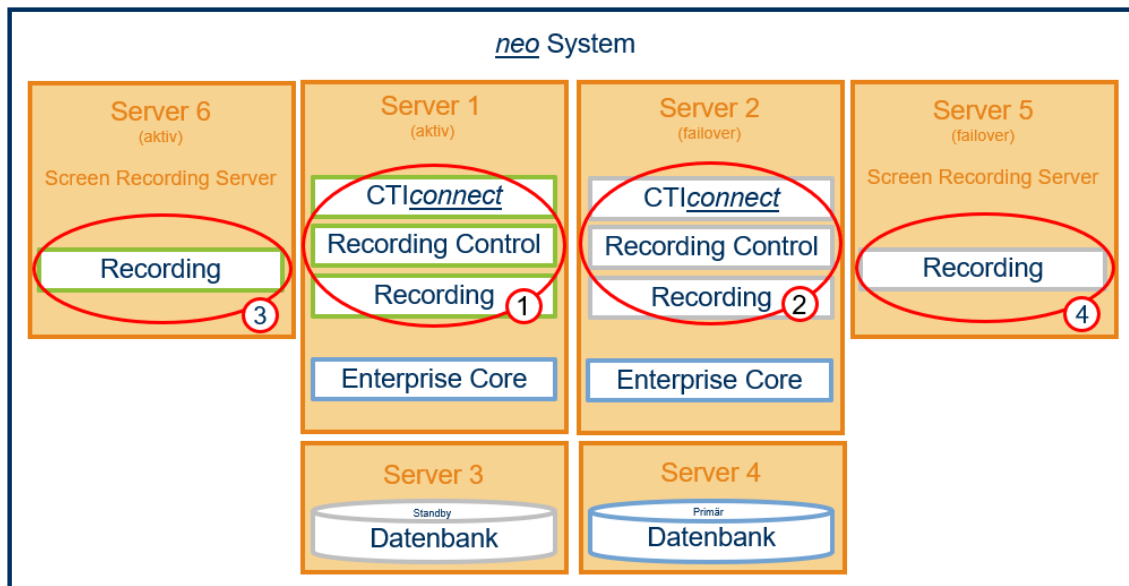 neo System
Server 6
(aktiv)
Screen Recording Server
Recording
3
Server 1
(aktiv)
CTIconnect
Recording Control
Recording
1
Enterprise Core
Server 2
(failover)
CTIconnect
Recording Control
Recording
2
Enterprise Core
Server 5
(failover)
Screen Recording Server
Recording
4
Server 3
Standby
Datenbank
Server 4
Primär
Datenbank